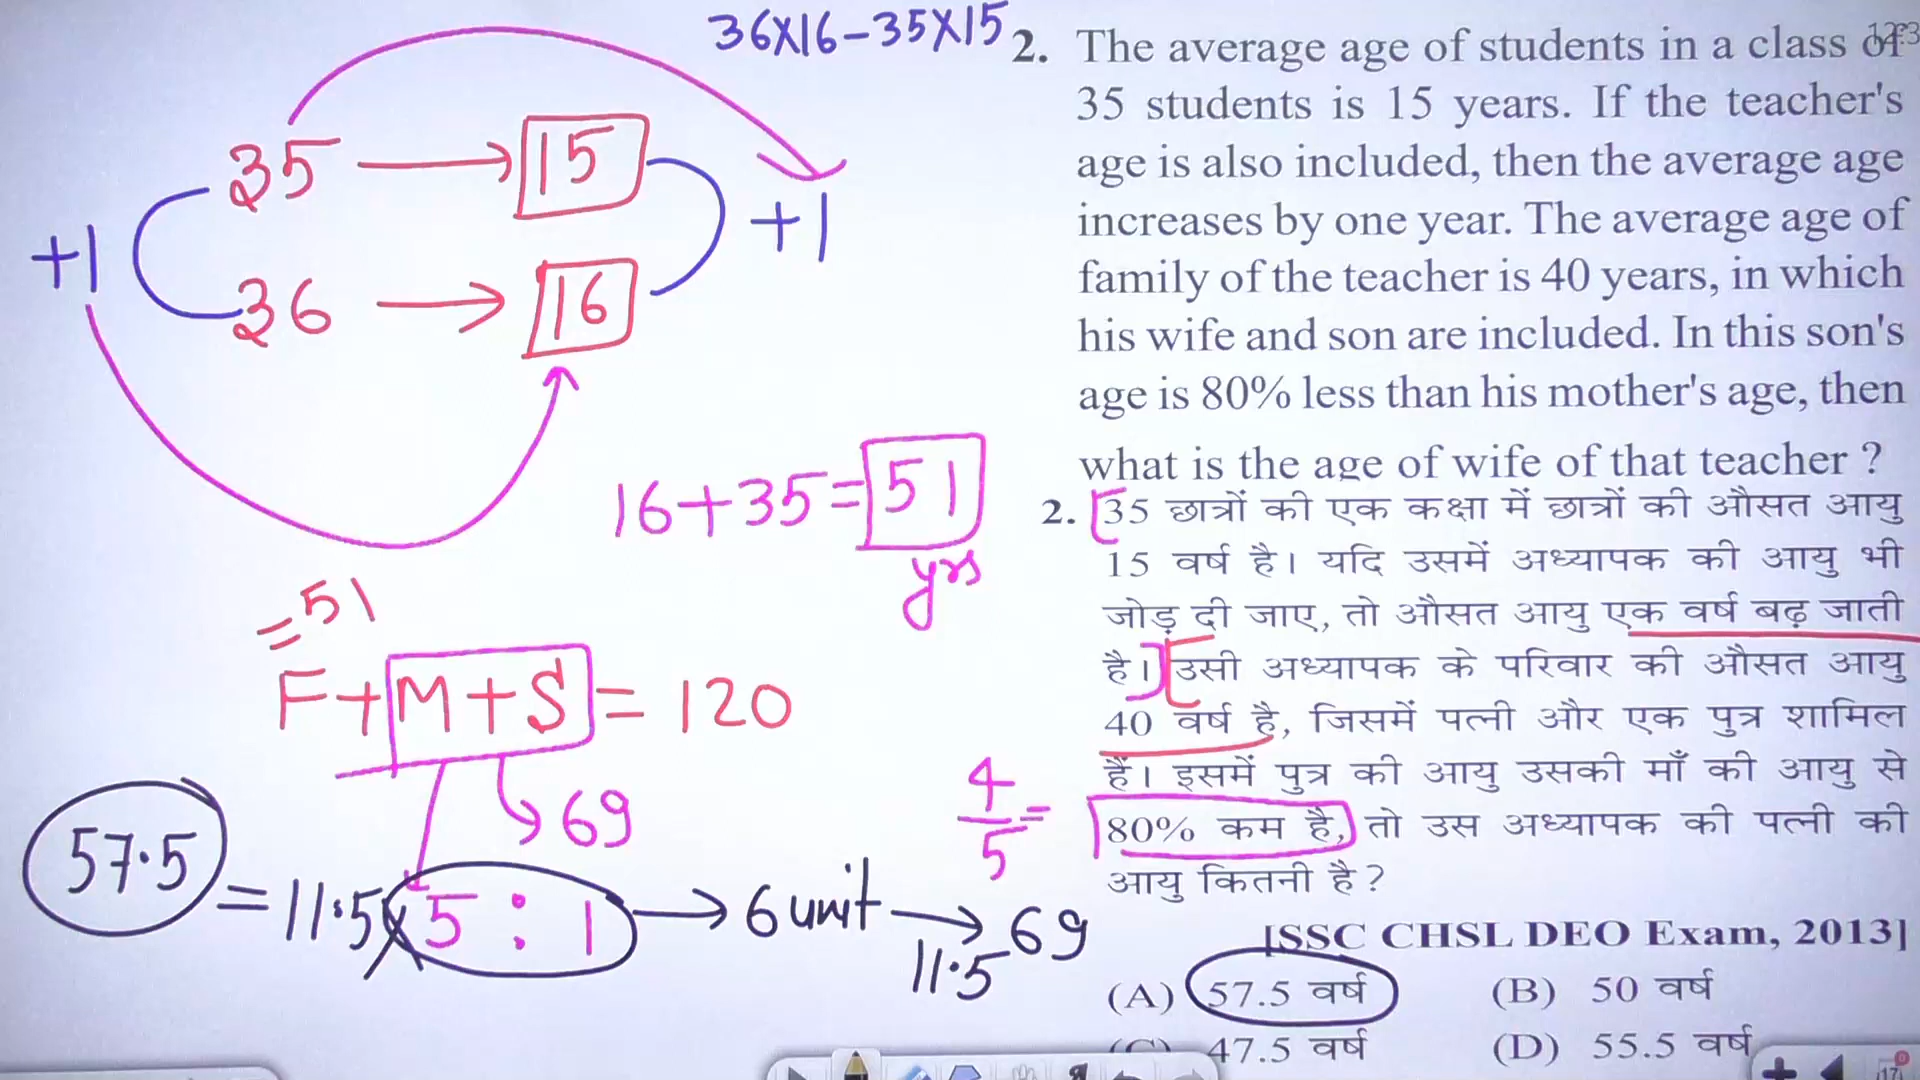 36×16-35×15
35 → 15
+1
+1
36 → 16
16+35=51
yrs
=51
F+M+S=120
69
4/5=
57.5 =11.5×5:1→6 unit→69
11.5
2. The average age of students in a class of
35 students is 15 years. If the teacher's
age is also included, then the average age
increases by one year. The average age of
family of the teacher is 40 years, in which
his wife and son are included. In this son's
age is 80% less than his mother's age, then
what is the age of wife of that teacher ?
2. 35 छात्रों की एक कक्षा में छात्रों की औसत आयु
15 वर्ष है। यदि उसमें अध्यापक की आयु भी
जोड़ दी जाए, तो औसत आयु एक वर्ष बढ़ जाती
है। उसी अध्यापक के परिवार की औसत आयु
40 वर्ष है, जिसमें पत्नी और एक पुत्र शामिल
हैं। इसमें पुत्र की आयु उसकी माँ की आयु से
80% कम है, तो उस अध्यापक की पत्नी की
आयु कितनी है ?
[SSC CHSL DEO Exam, 2013]
(A) 57.5 वर्ष (B) 50 वर्ष
(C) 47.5 वर्ष (D) 55.5 वर्ष